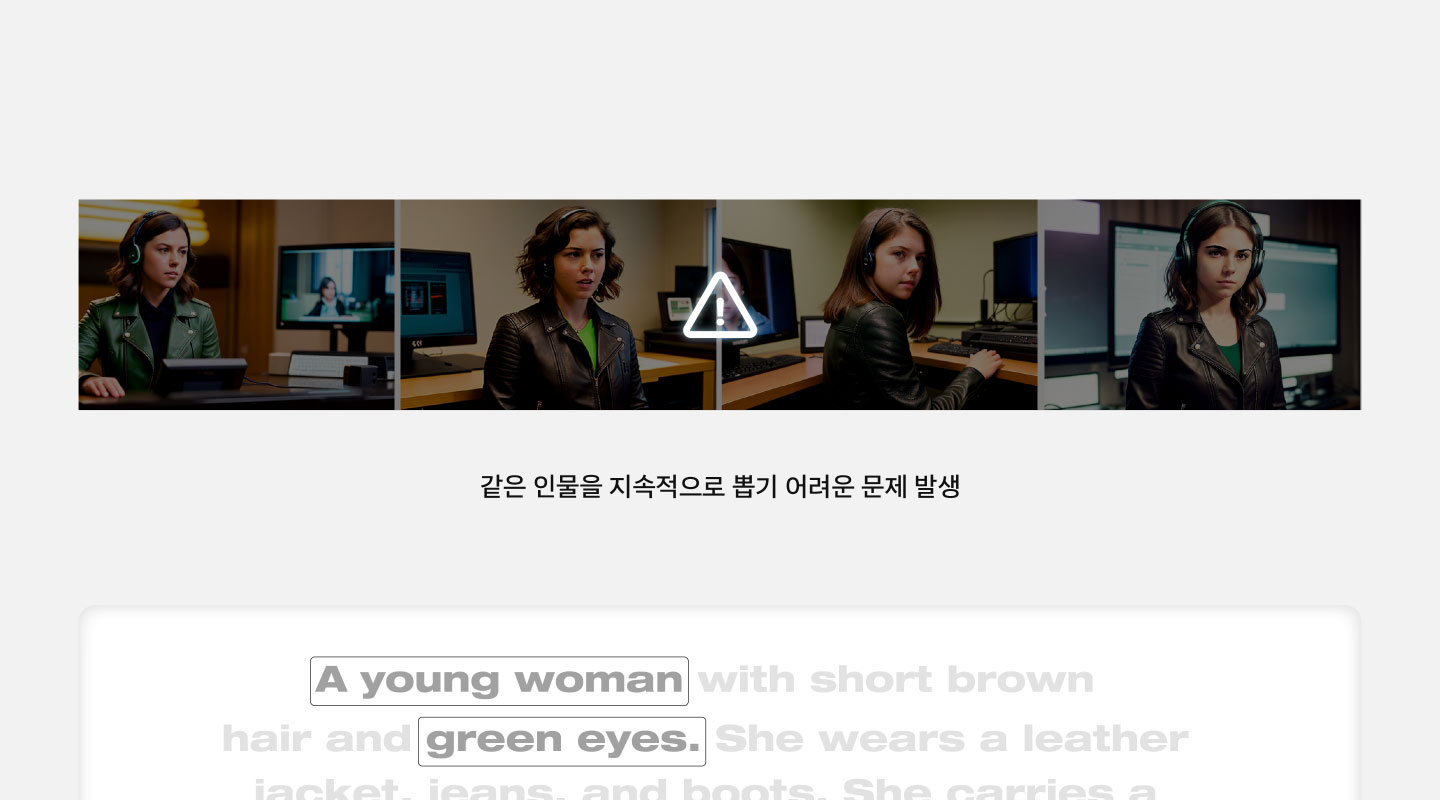 같은 인물을 지속적으로 뽑기 어려운 문제 발생
A young woman with short brown
hair and green eyes. She wears a leather
jacket, jeans, and boots. She carries a